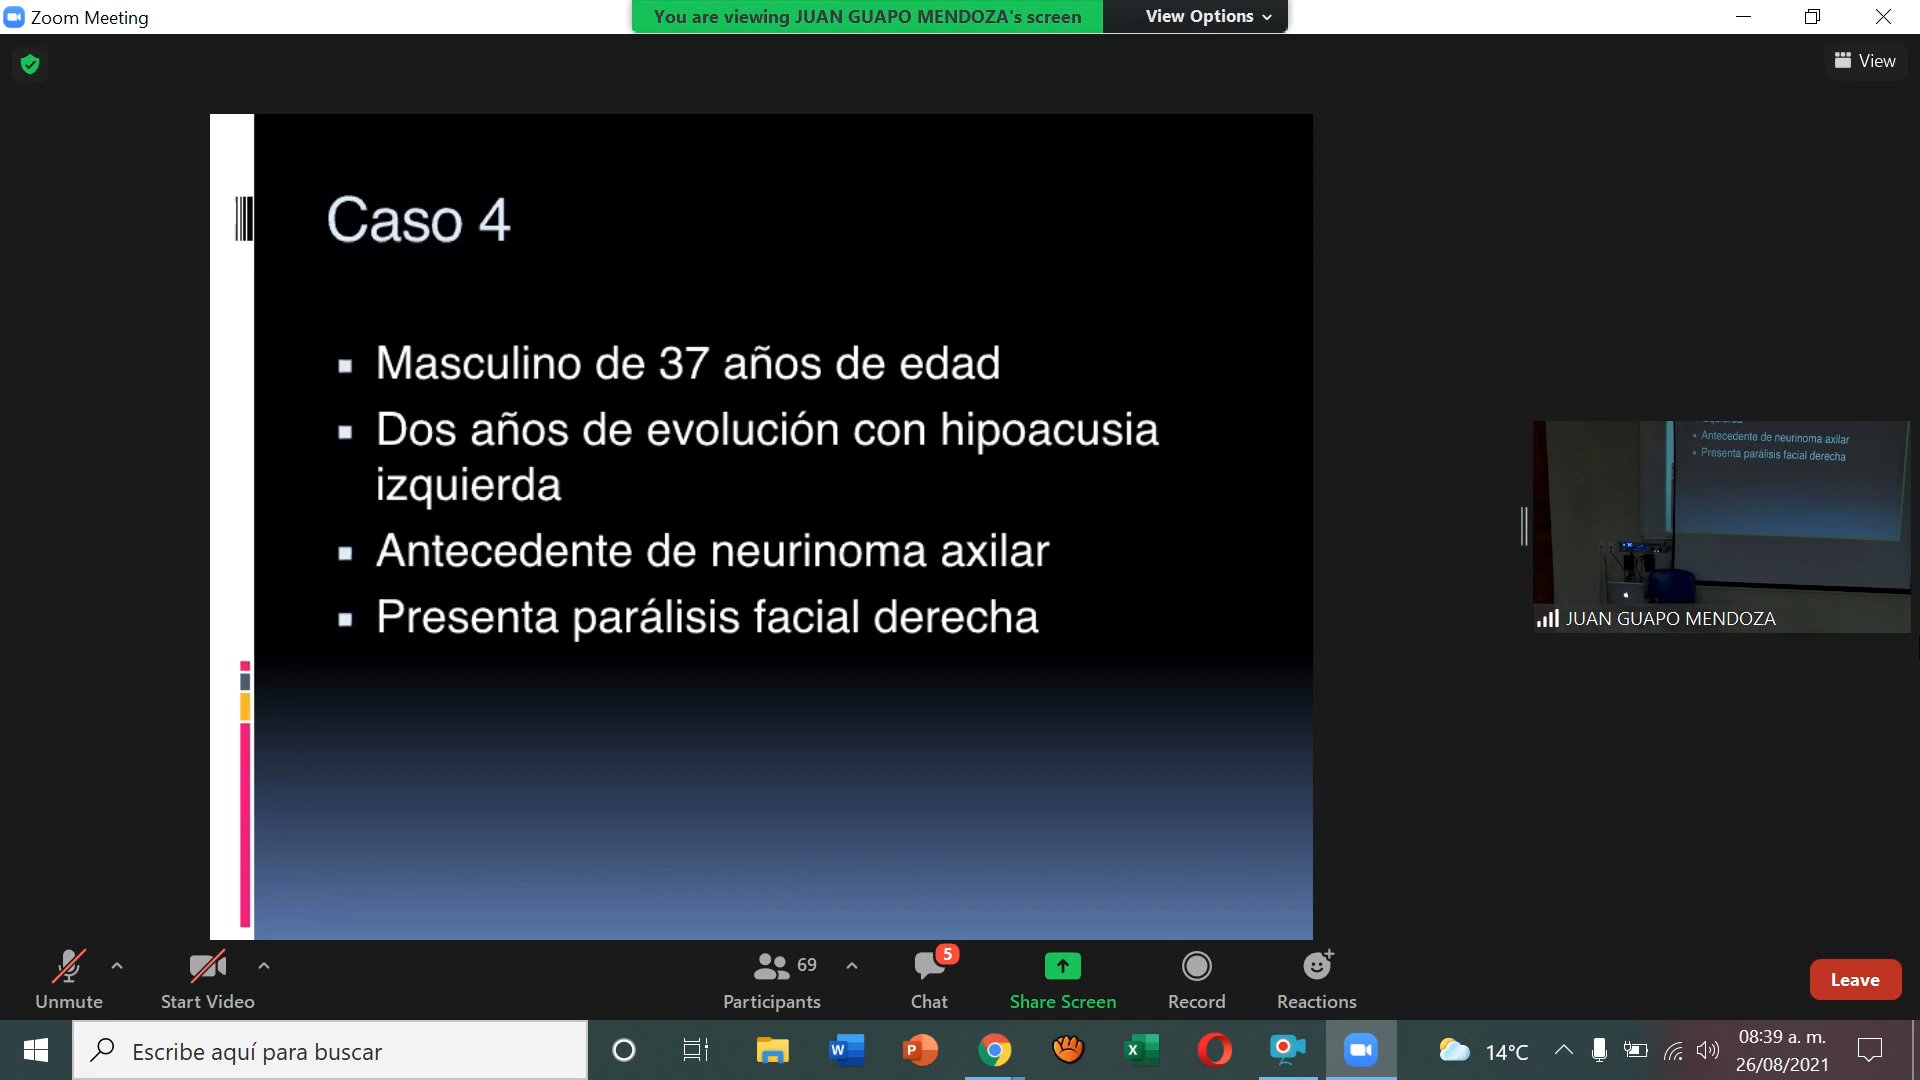 Zoom Meeting
You are viewing JUAN GUAPO MENDOZA's screen
View Options
View
Caso 4
Masculino de 37 años de edad
Dos años de evolución con hipoacusia
izquierda
Antecedente de neurinoma axilar
Presenta parálisis facial derecha
Antecedente de neurinoma axilar
Presenta parálisis facial derecha
JUAN GUAPO MENDOZA
Unmute
Start Video
69
Participants
5
Chat
Share Screen
Record
Reactions
Leave
Escribe aquí para buscar
14°C
08:39 a. m.
26/08/2021